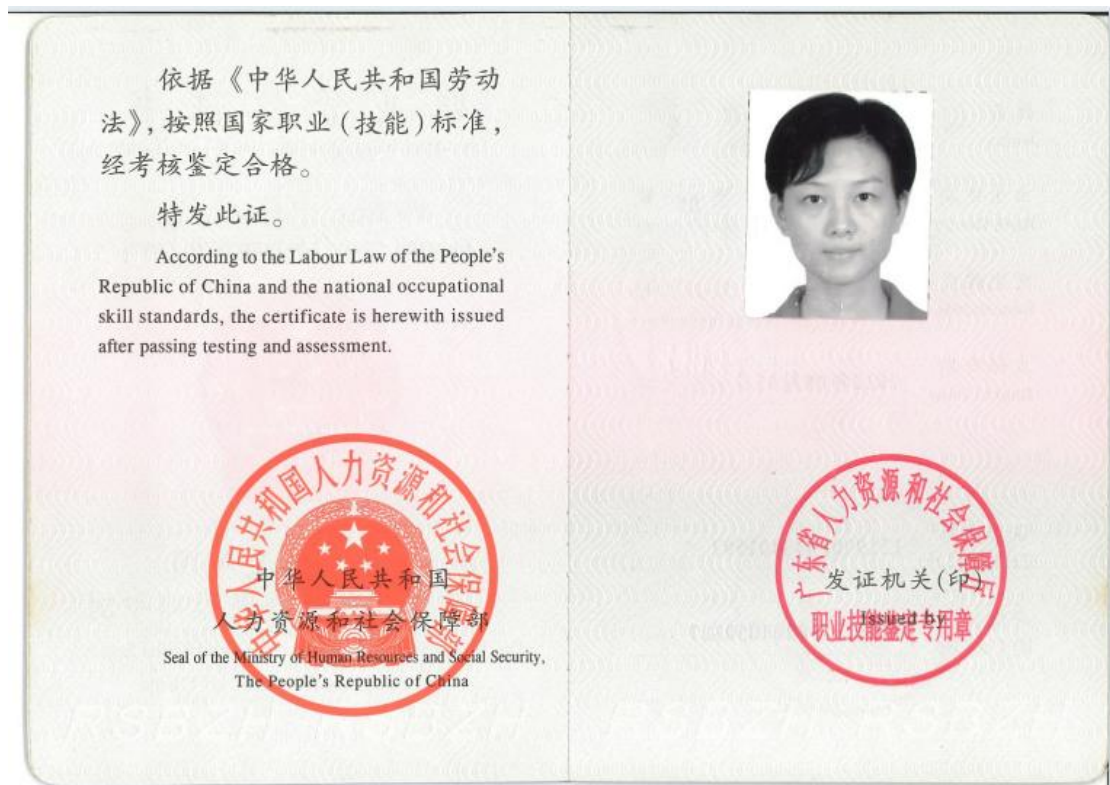 依据《中华人民共和国劳动
法》，按照国家职业（技能）标准，
经考核鉴定合格。
特发此证。
According to the Labour Law of the People's
Republic of China and the national occupational
skill standards, the certificate is herewith issued
after passing testing and assessment.
中华人民共和国人力资源和社会保障部
中华人民共和国
人力资源和社会保障部
Seal of the Ministry of Human Resources and Social Security,
The People's Republic of China
广东省人力资源和社会保障厅
发证机关(印)
Issued by
职业技能鉴定专用章